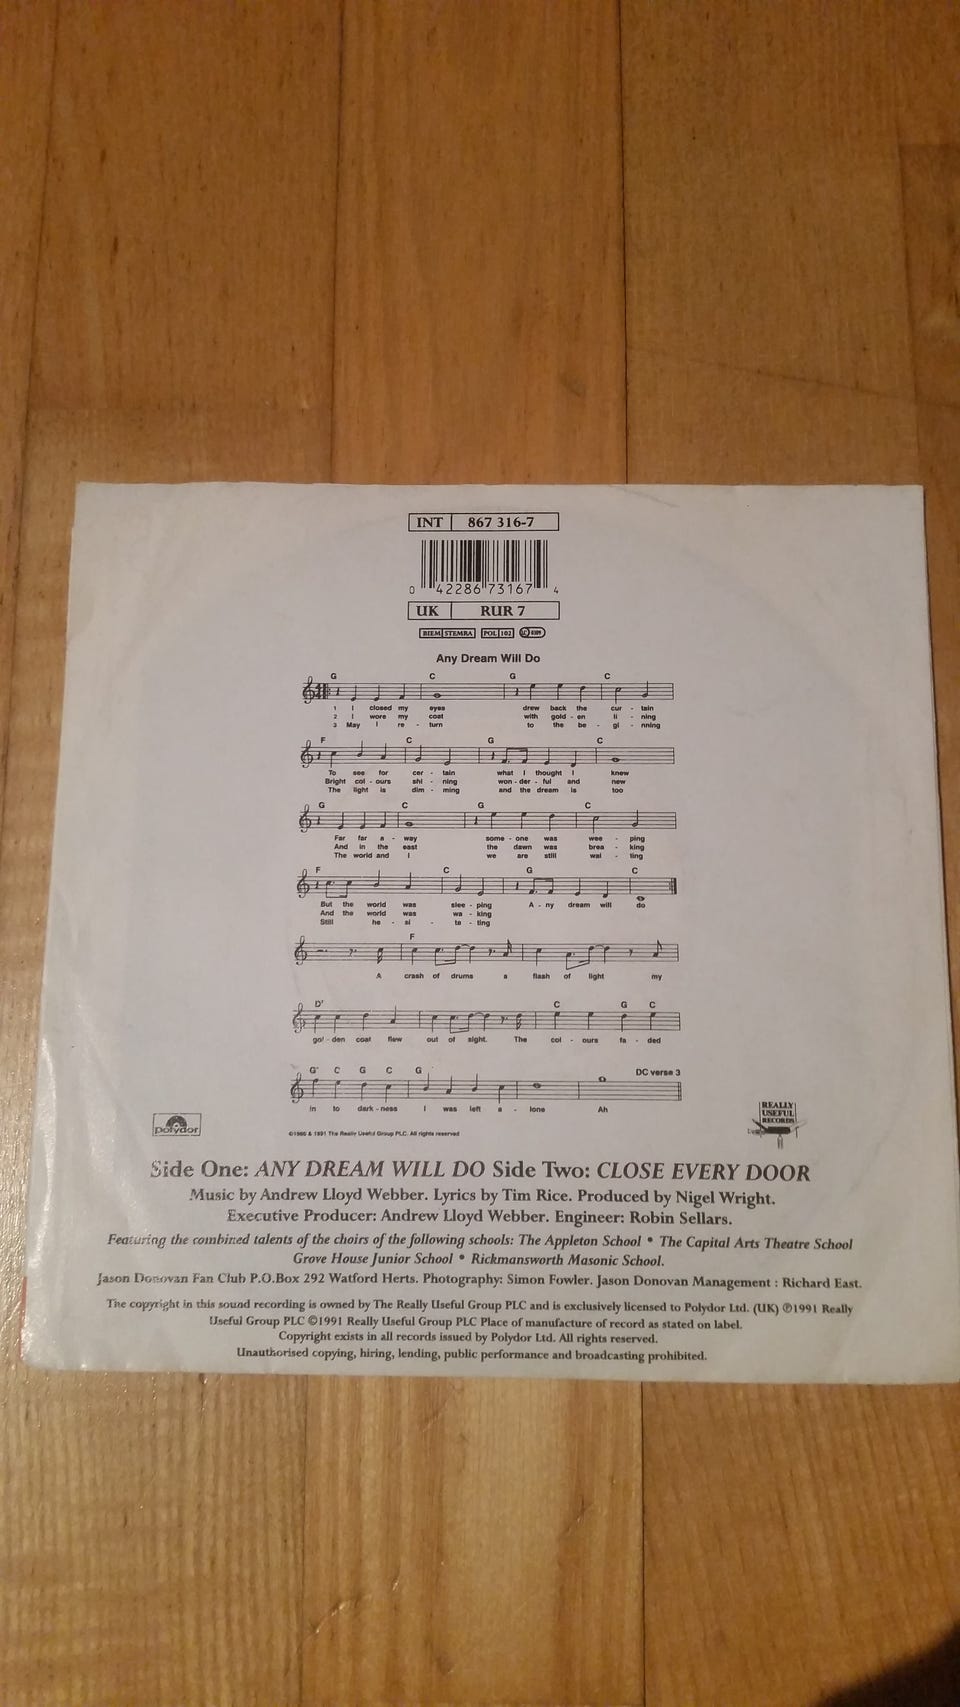 INT 867 316-7
0 42286 73167 4
UK RUR 7
BIEM STEMRA POL 102
Any Dream Will Do
G C G C
1 I closed my eyes drew back the cur - tain
2 I wore my coat with gold - en li - ning
3 May I re - turn to the be - gi - nning
F C G C
To see for cer - tain what I thought I knew
Bright col - ours shi - ning won - der - ful and new
The light is dim - ming and the dream is too
G C G C
Far far a - way some - one was wee - ping
And in the east the dawn was brea - king
The world and I we are still wai - ting
F C G C
But the world was slee - ping A - ny dream will do
And the world was wa - king
Still he - si - ta - ting
F
A crash of drums a flash of light my
D7 C G C
gol - den coat flew out of sight. The col - ours fa - ded
G C G C G DC verse 3
in to dark - ness I was left a - lone Ah
polydor
©1969 & 1991 The Really Useful Group PLC. All rights reserved
REALLY
USEFUL
RECORDS
Side One: ANY DREAM WILL DO Side Two: CLOSE EVERY DOOR
Music by Andrew Lloyd Webber. Lyrics by Tim Rice. Produced by Nigel Wright.
Executive Producer: Andrew Lloyd Webber. Engineer: Robin Sellars.
Featuring the combined talents of the choirs of the following schools: The Appleton School • The Capital Arts Theatre School
Grove House Junior School • Rickmansworth Masonic School.
Jason Donovan Fan Club P.O.Box 292 Watford Herts. Photography: Simon Fowler. Jason Donovan Management : Richard East.
The copyright in this sound recording is owned by The Really Useful Group PLC and is exclusively licensed to Polydor Ltd. (UK) ℗1991 Really
Useful Group PLC ©1991 Really Useful Group PLC Place of manufacture of record as stated on label.
Copyright exists in all records issued by Polydor Ltd. All rights reserved.
Unauthorised copying, hiring, lending, public performance and broadcasting prohibited.